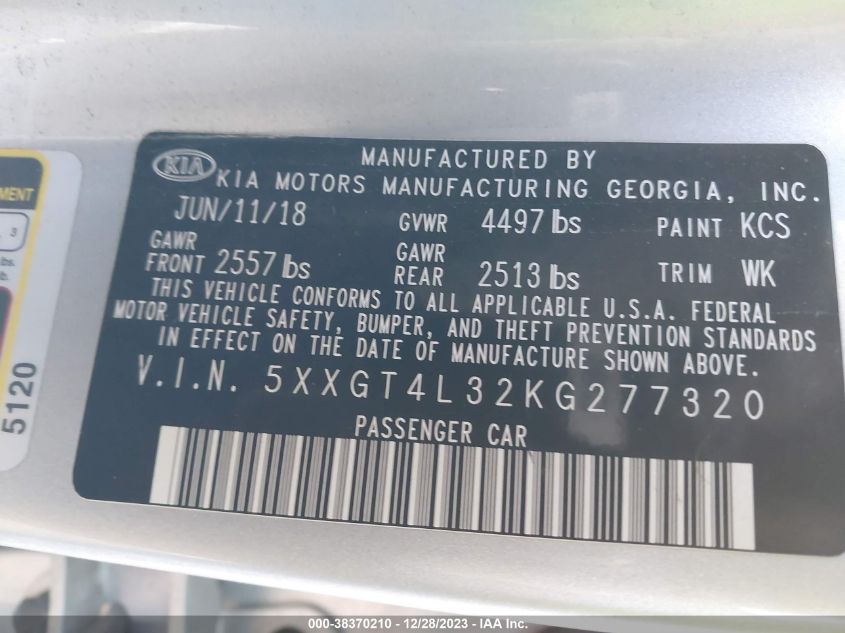 KIA
MANUFACTURED BY
KIA MOTORS MANUFACTURING GEORGIA, INC.
JUN/11/18 GVWR 4497 lbs PAINT KCS
GAWR FRONT 2557 lbs GAWR REAR 2513 lbs TRIM WK
THIS VEHICLE CONFORMS TO ALL APPLICABLE U.S.A. FEDERAL
MOTOR VEHICLE SAFETY, BUMPER, AND THEFT PREVENTION STANDARDS
IN EFFECT ON THE DATE OF MANUFACTURE SHOWN ABOVE.
V.I.N. 5XXGT4L32KG277320
PASSENGER CAR
3
5120
000-38370210 - 12/28/2023 - IAA Inc.